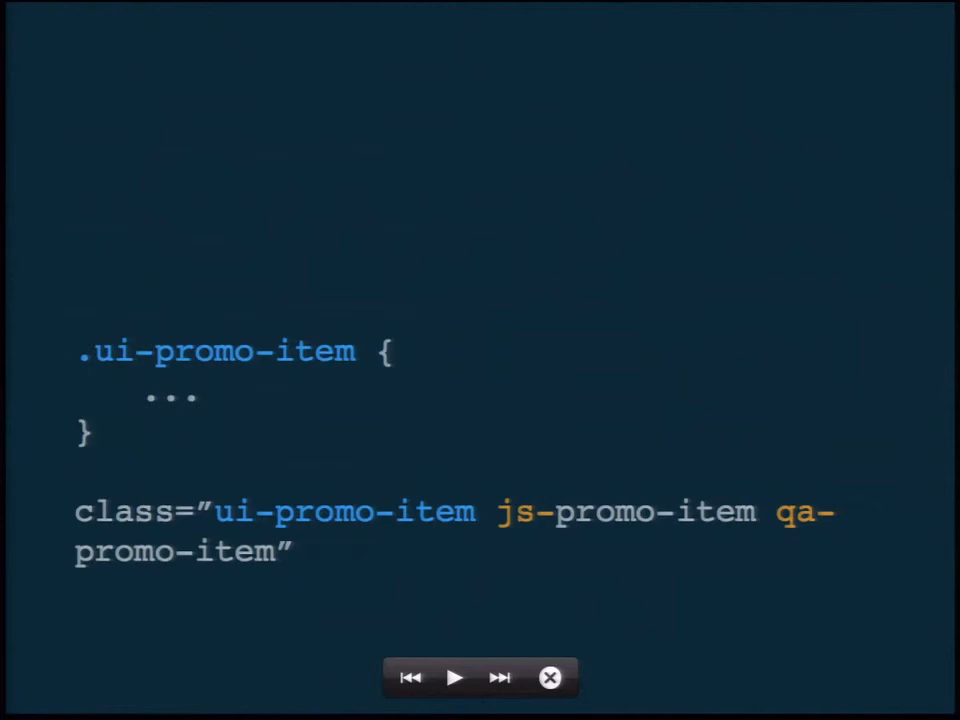 .ui-promo-item {
...
}
class=”ui-promo-item js-promo-item qa-
promo-item”